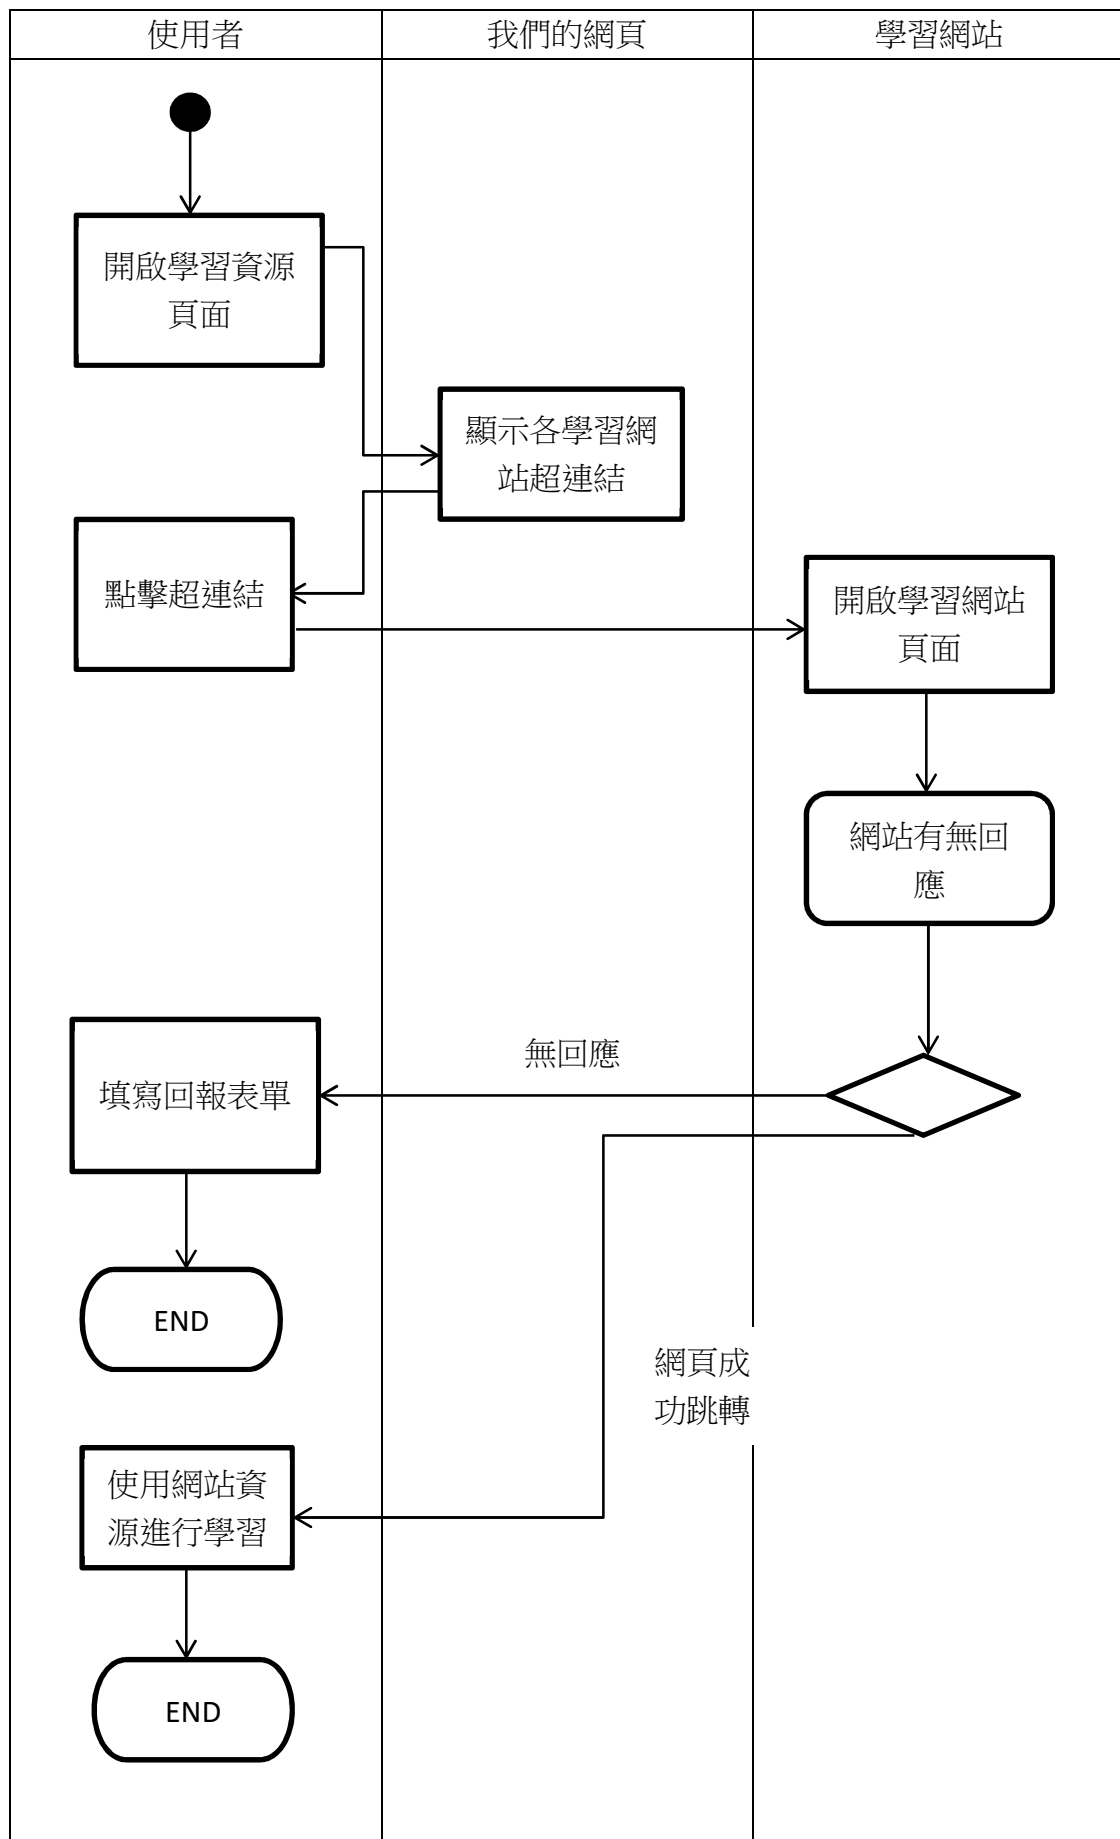 使用者
我們的網頁
學習網站
開啟學習資源
頁面
顯示各學習網
站超連結
點擊超連結
開啟學習網站
頁面
網站有無回
應
無回應
填寫回報表單
END
網頁成
功跳轉
使用網站資
源進行學習
END